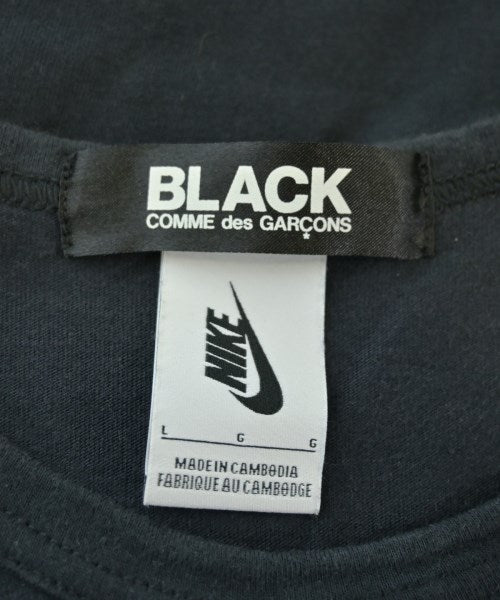 BLACK
COMME des GARÇONS
NIKE
L G G
MADE IN CAMBODIA
FABRIQUE AU CAMBODGE